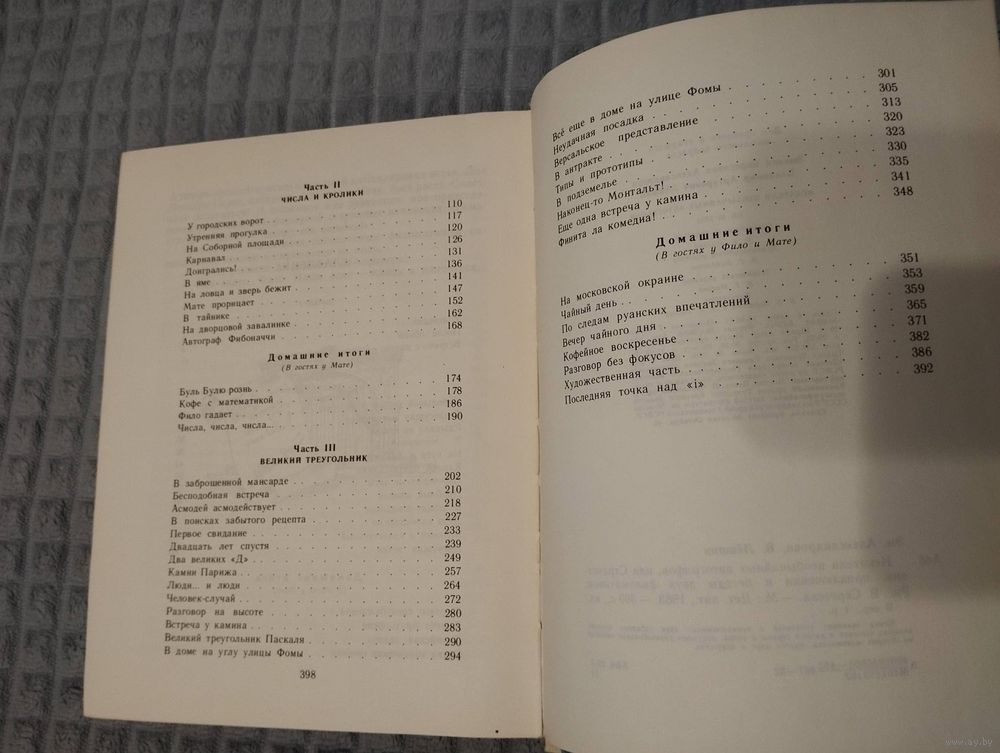 Часть II
ЧИСЛА И КРОЛИКИ
У городских ворот . . . . . . . . 110
Утренняя прогулка . . . . . . . . 117
На Соборной площади . . . . . . . . 120
Карнавал . . . . . . . . 126
Доигрались! . . . . . . . . 131
В яме . . . . . . . . 136
На ловца и зверь бежит . . . . . . . . 141
Мате прорицает . . . . . . . . 147
В тайнике . . . . . . . . 152
На дворцовой завалинке . . . . . . . . 162
Автограф Фибоначчи . . . . . . . . 168
Домашние итоги
(В гостях у Мате)
Буль Булю рознь . . . . . . . . 174
Кофе с математикой . . . . . . . . 178
Фило гадает . . . . . . . . 186
Числа, числа, числа... . . . . . . . . 190
Часть III
ВЕЛИКИЙ ТРЕУГОЛЬНИК
В заброшенной мансарде . . . . . . . . 202
Бесподобная встреча . . . . . . . . 210
Асмодей асмодействует . . . . . . . . 218
В поисках забытого рецепта . . . . . . . . 227
Первое свидание . . . . . . . . 233
Двадцать лет спустя . . . . . . . . 239
Два великих «Д» . . . . . . . . 249
Камни Парижа . . . . . . . . 257
Люди... и люди . . . . . . . . 264
Человек-случай . . . . . . . . 272
Разговор на высоте . . . . . . . . 280
Встреча у камина . . . . . . . . 283
Великий треугольник Паскаля . . . . . . . . 290
В доме на углу улицы Фомы . . . . . . . . 294
398
Всё еще в доме на улице Фомы . . . . . . . . 301
Неудачная посадка . . . . . . . . 305
Версальское представление . . . . . . . . 313
В антракте . . . . . . . . 320
Типы и прототипы . . . . . . . . 323
В подземелье . . . . . . . . 330
Наконец-то Монтальт! . . . . . . . . 335
Еще одна встреча у камина . . . . . . . . 341
Финита ла комедиа! . . . . . . . . 348
Домашние итоги
(В гостях у Фило и Мате)
На московской окраине . . . . . . . . 351
Чайный день . . . . . . . . 353
По следам руанских впечатлений . . . . . . . . 359
Вечер чайного дня . . . . . . . . 365
Кофейное воскресенье . . . . . . . . 371
Разговор без фокусов . . . . . . . . 382
Художественная часть . . . . . . . . 386
Последняя точка над «i» . . . . . . . . 392
www.ay.by